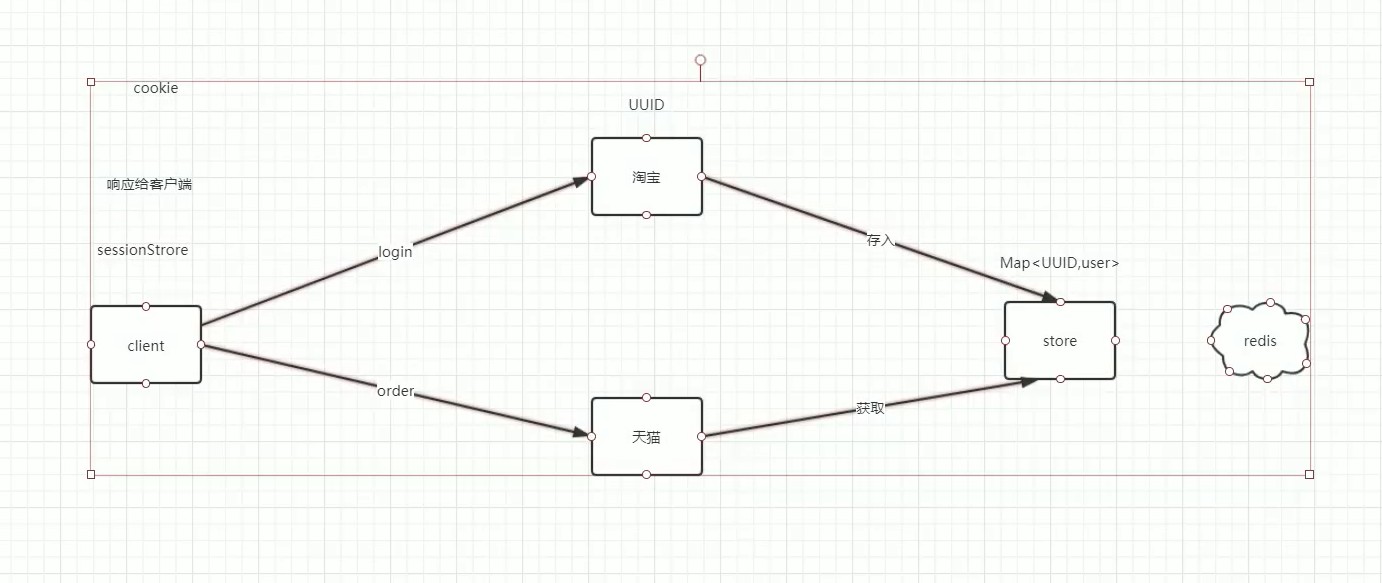 cookie
UUID
淘宝
响应给客户端
login
存入
sessionStrore
Map<UUID,user>
client
store
redis
order
获取
天猫